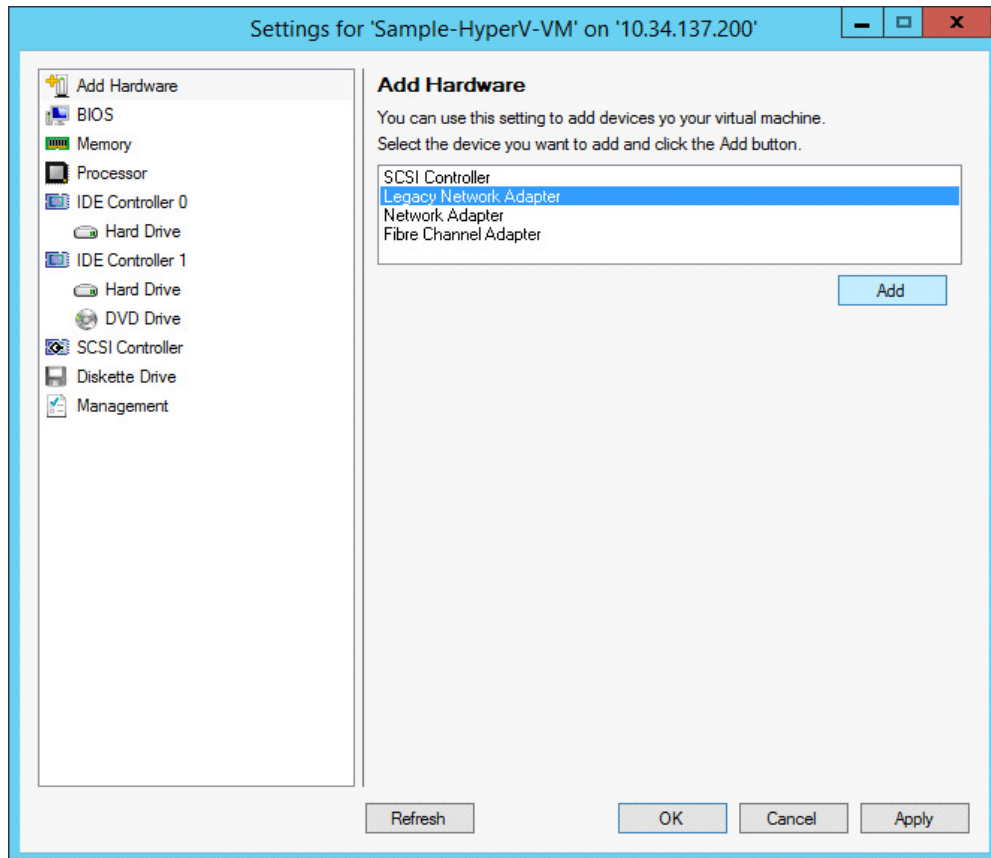 Settings for 'Sample-HyperV-VM' on '10.34.137.200'
Add Hardware
BIOS
Memory
Processor
IDE Controller 0
Hard Drive
IDE Controller 1
Hard Drive
DVD Drive
SCSI Controller
Diskette Drive
Management
Add Hardware
You can use this setting to add devices yo your virtual machine.
Select the device you want to add and click the Add button.
SCSI Controller
Legacy Network Adapter
Network Adapter
Fibre Channel Adapter
Add
Refresh
OK
Cancel
Apply